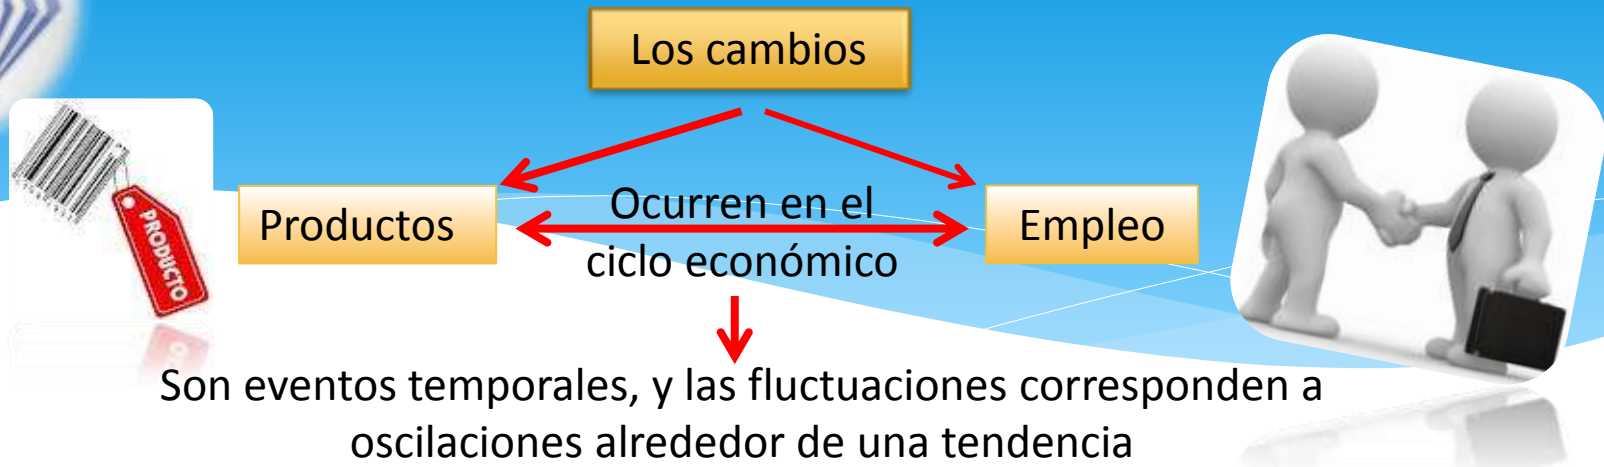 Los cambios
PRODUCTO
Productos
Ocurren en el
ciclo económico
Empleo
Son eventos temporales, y las fluctuaciones corresponden a
oscilaciones alrededor de una tendencia